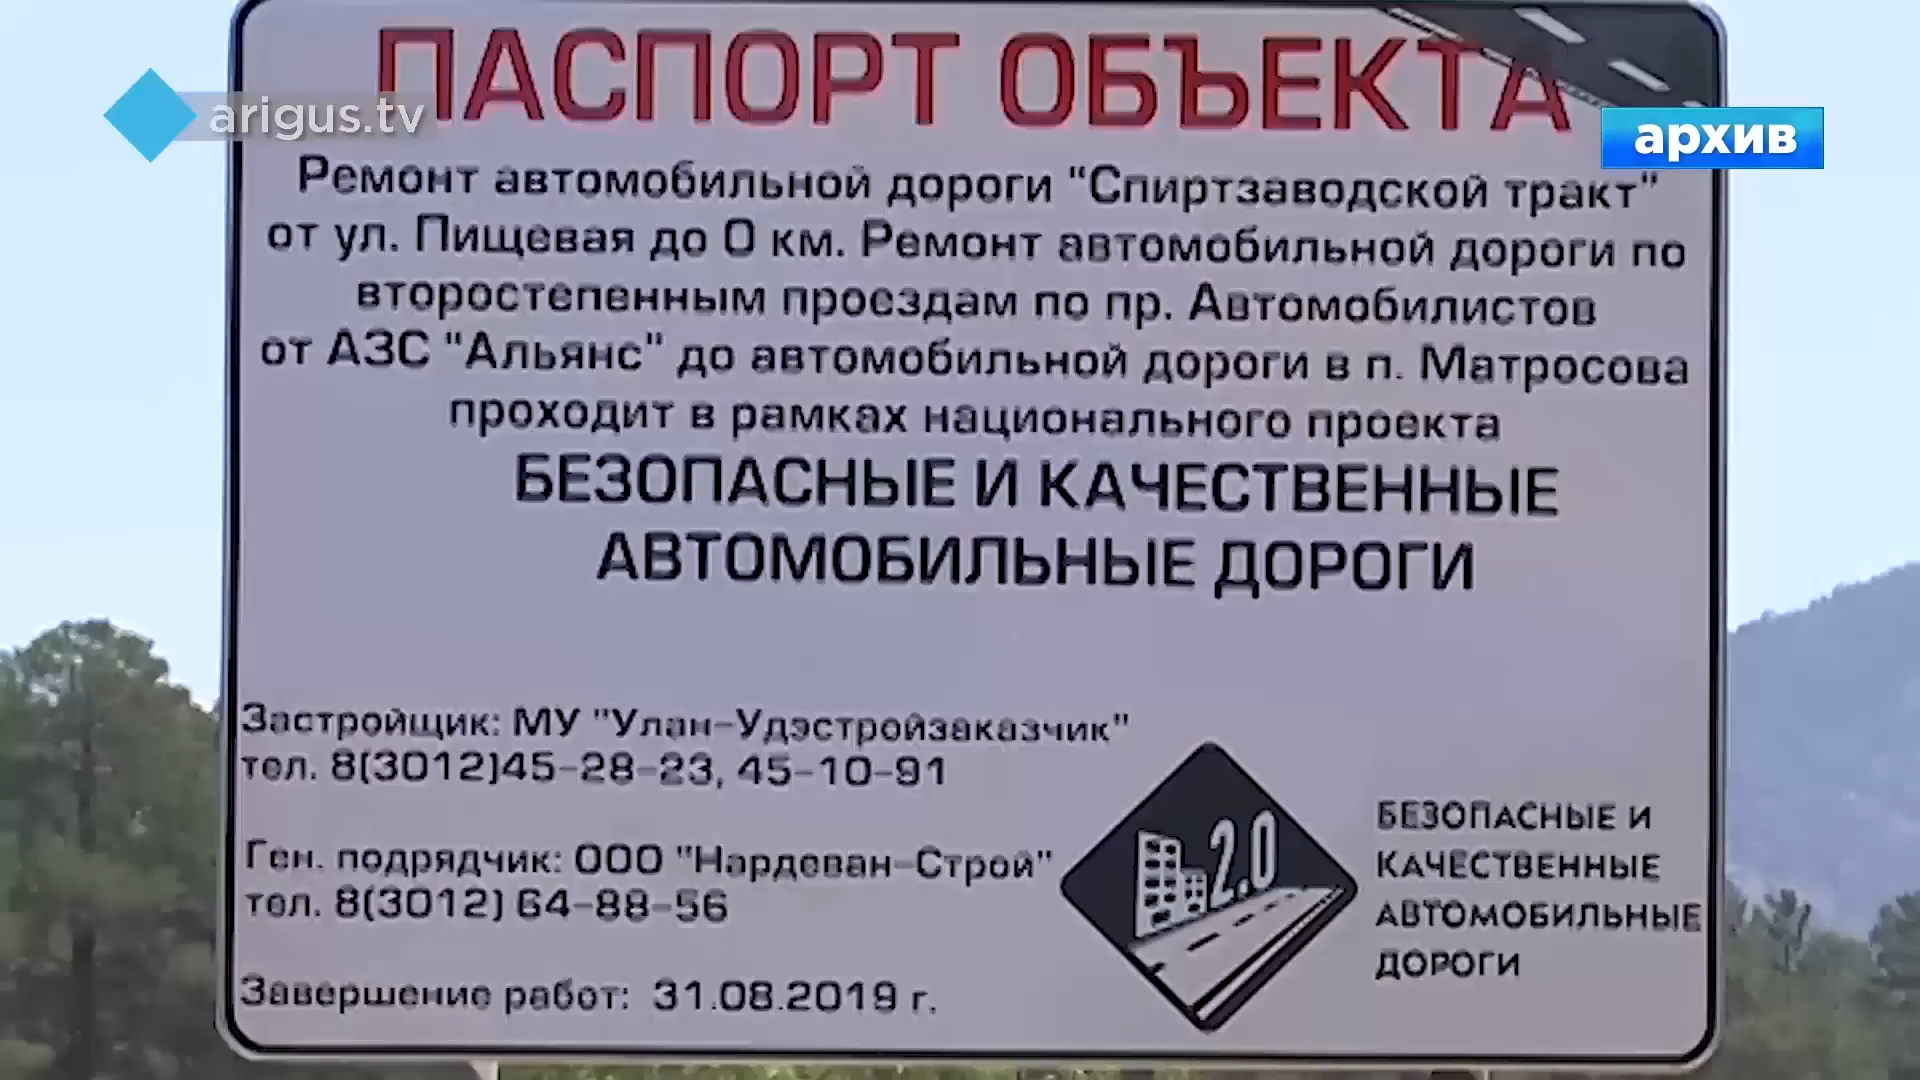 ПАСПОРТ ОБЪЕКТА
arigus.tv
архив
Ремонт автомобильной дороги "Спиртзаводской тракт"
от ул. Пищевая до 0 км. Ремонт автомобильной дороги по
второстепенным проездам по пр. Автомобилистов
от АЗС "Альянс" до автомобильной дороги в п. Матросова
проходит в рамках национального проекта
БЕЗОПАСНЫЕ И КАЧЕСТВЕННЫЕ
АВТОМОБИЛЬНЫЕ ДОРОГИ
Застройщик: МУ "Улан-Удэстройзаказчик"
тел. 8(3012)45-28-23, 45-10-91
Ген. подрядчик: ООО "Нардеван-Строй"
тел. 8(3012) 64-88-56
Завершение работ: 31.08.2019 г.
2.0
БЕЗОПАСНЫЕ И
КАЧЕСТВЕННЫЕ
АВТОМОБИЛЬНЫЕ
ДОРОГИ